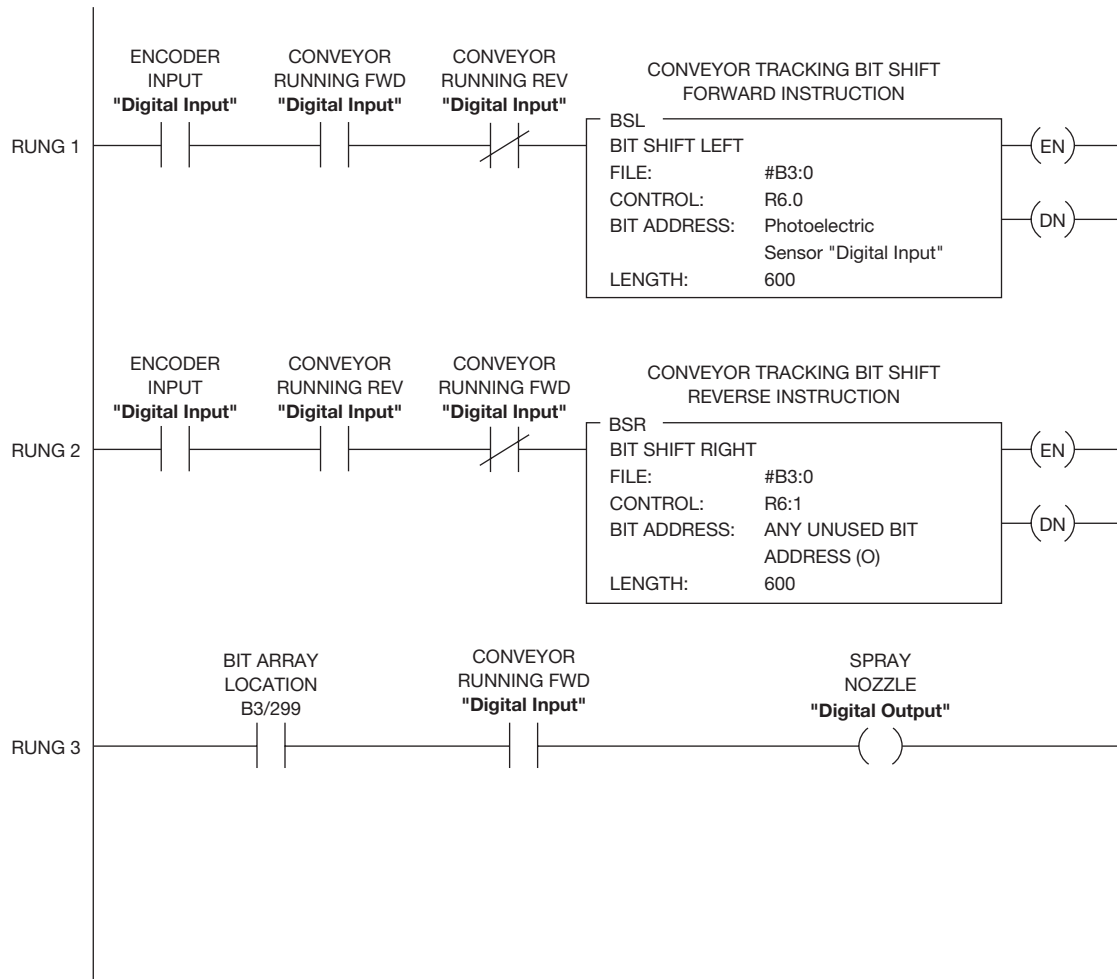 ENCODER
INPUT
"Digital Input"
CONVEYOR
RUNNING FWD
"Digital Input"
CONVEYOR
RUNNING REV
"Digital Input"
CONVEYOR TRACKING BIT SHIFT
FORWARD INSTRUCTION
RUNG 1
BSL
BIT SHIFT LEFT
FILE: #B3:0
CONTROL: R6.0
BIT ADDRESS: Photoelectric
Sensor "Digital Input"
LENGTH: 600
EN
DN
ENCODER
INPUT
"Digital Input"
CONVEYOR
RUNNING REV
"Digital Input"
CONVEYOR
RUNNING FWD
"Digital Input"
CONVEYOR TRACKING BIT SHIFT
REVERSE INSTRUCTION
RUNG 2
BSR
BIT SHIFT RIGHT
FILE: #B3:0
CONTROL: R6:1
BIT ADDRESS: ANY UNUSED BIT
ADDRESS (O)
LENGTH: 600
EN
DN
BIT ARRAY
LOCATION
B3/299
CONVEYOR
RUNNING FWD
"Digital Input"
SPRAY
NOZZLE
"Digital Output"
RUNG 3